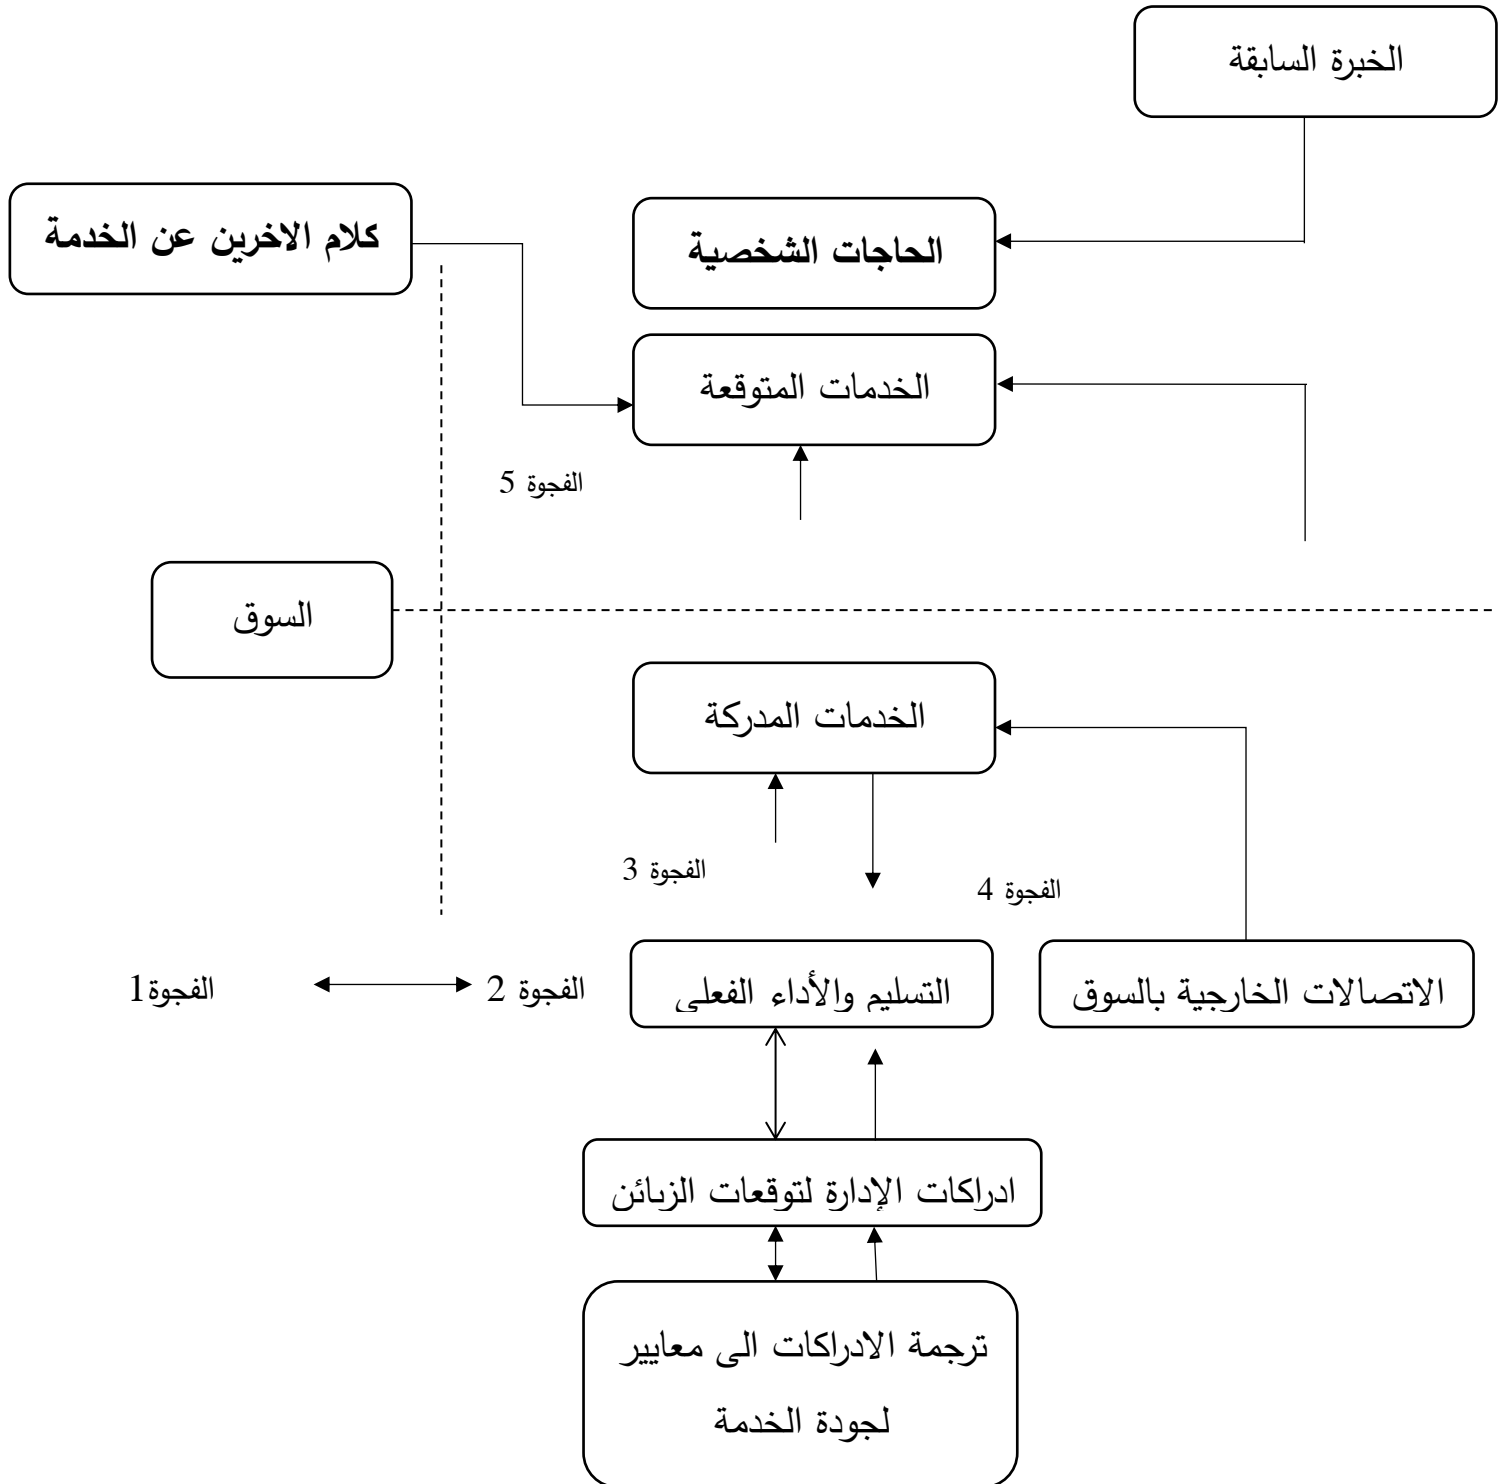 الخبرة السابقة
كلام الاخرين عن الخدمة
الحاجات الشخصية
الخدمات المتوقعة
الفجوة 5
السوق
الخدمات المدركة
الفجوة 3
الفجوة 4
الاتصالات الخارجية بالسوق
التسليم والأداء الفعلي
الفجوة 2
الفجوة1
ادراكات الإدارة لتوقعات الزبائن
ترجمة الادراكات الى معايير
لجودة الخدمة